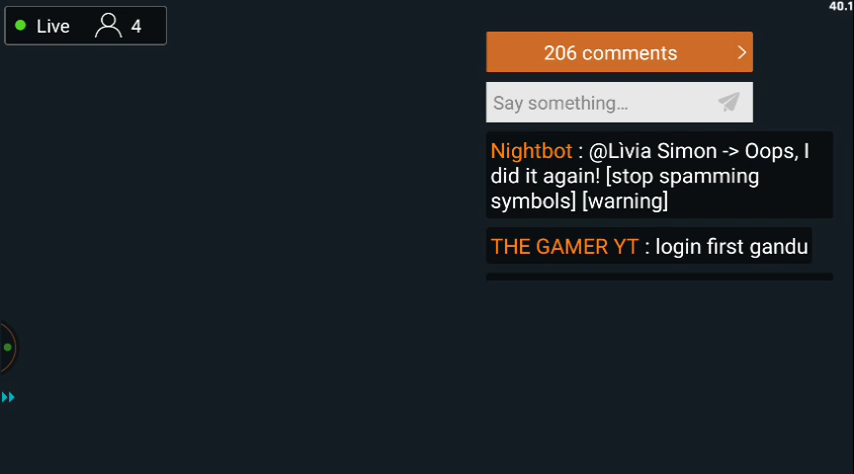 40.1
Live 4
206 comments
Say something...
Nightbot : @Lìvia Simon -> Oops, I
did it again! [stop spamming
symbols] [warning]
THE GAMER YT : login first gandu